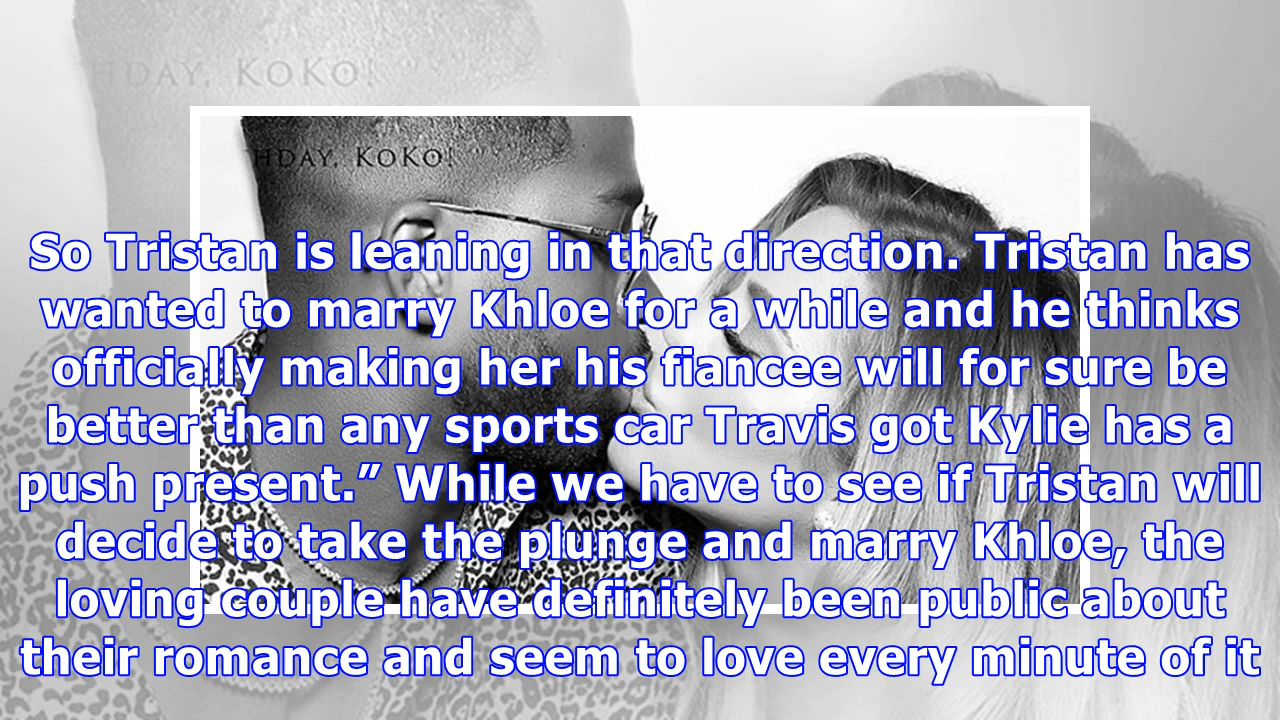 HDAY, KOKO!
HDAY, KOKO!
So Tristan is leaning in that direction. Tristan has
wanted to marry Khloe for a while and he thinks
officially making her his fiancee will for sure be
better than any sports car Travis got Kylie has a
push present.” While we have to see if Tristan will
decide to take the plunge and marry Khloe, the
loving couple have definitely been public about
their romance and seem to love every minute of it